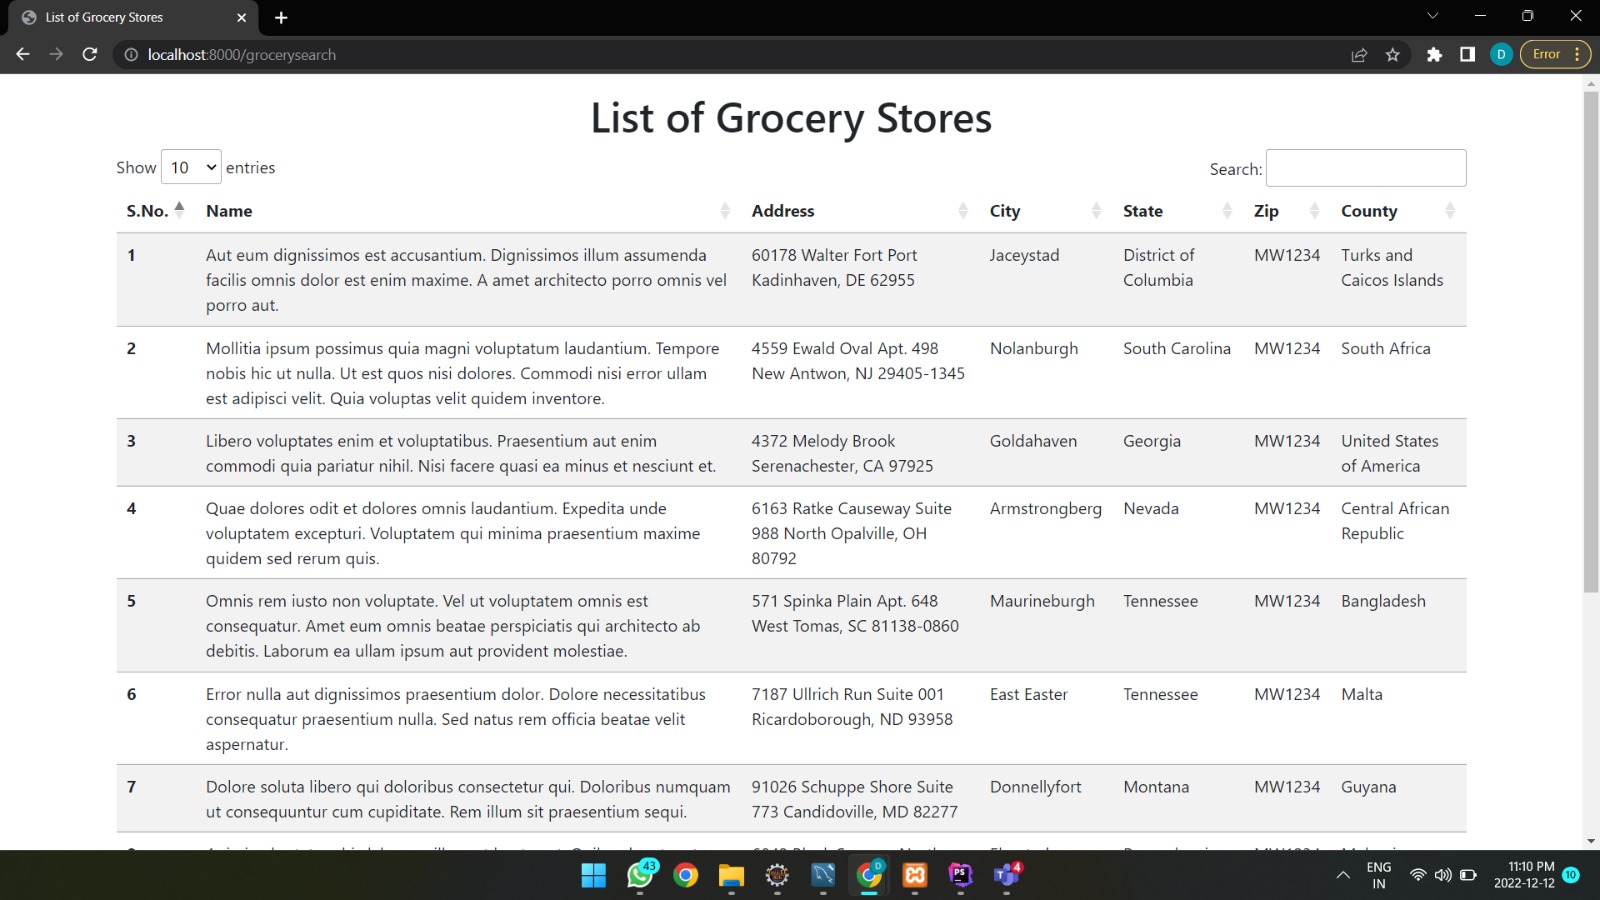 List of Grocery Stores
localhost:8000/grocerysearch
D
Error
List of Grocery Stores
Show 10 entries
Search:
S.No. Name Address City State Zip County
1 Aut eum dignissimos est accusantium. Dignissimos illum assumenda 60178 Walter Fort Port Jaceystad District of MW1234 Turks and
facilis omnis dolor est enim maxime. A amet architecto porro omnis vel Kadinhaven, DE 62955 Columbia Caicos Islands
porro aut.
2 Mollitia ipsum possimus quia magni voluptatum laudantium. Tempore 4559 Ewald Oval Apt. 498 Nolanburgh South Carolina MW1234 South Africa
nobis hic ut nulla. Ut est quos nisi dolores. Commodi nisi error ullam New Antwon, NJ 29405-1345
est adipisci velit. Quia voluptas velit quidem inventore.
3 Libero voluptates enim et voluptatibus. Praesentium aut enim 4372 Melody Brook Goldahaven Georgia MW1234 United States
commodi quia pariatur nihil. Nisi facere quasi ea minus et nesciunt et. Serenachester, CA 97925 of America
4 Quae dolores odit et dolores omnis laudantium. Expedita unde 6163 Ratke Causeway Suite Armstrongberg Nevada MW1234 Central African
voluptatem excepturi. Voluptatem qui minima praesentium maxime 988 North Opalville, OH Republic
quidem sed rerum quis. 80792
5 Omnis rem iusto non voluptate. Vel ut voluptatem omnis est 571 Spinka Plain Apt. 648 Maurineburgh Tennessee MW1234 Bangladesh
consequatur. Amet eum omnis beatae perspiciatis qui architecto ab West Tomas, SC 81138-0860
debitis. Laborum ea ullam ipsum aut provident molestiae.
6 Error nulla aut dignissimos praesentium dolor. Dolore necessitatibus 7187 Ullrich Run Suite 001 East Easter Tennessee MW1234 Malta
consequatur praesentium nulla. Sed natus rem officia beatae velit Ricardoborough, ND 93958
aspernatur.
7 Dolore soluta libero qui doloribus consectetur qui. Doloribus numquam 91026 Schuppe Shore Suite Donnellyfort Montana MW1234 Guyana
ut consequuntur cum cupiditate. Rem illum sit praesentium sequi. 773 Candidoville, MD 82277
43
D
PS
4
ENG
IN
11:10 PM
2022-12-12
10